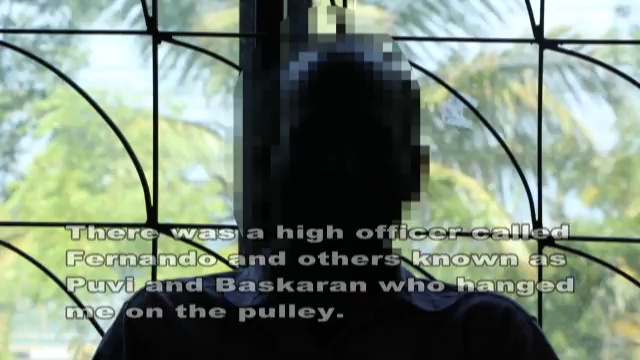 There was a high officer called
Fernando and others known as
Puvi and Baskaran who hanged
me on the pulley.